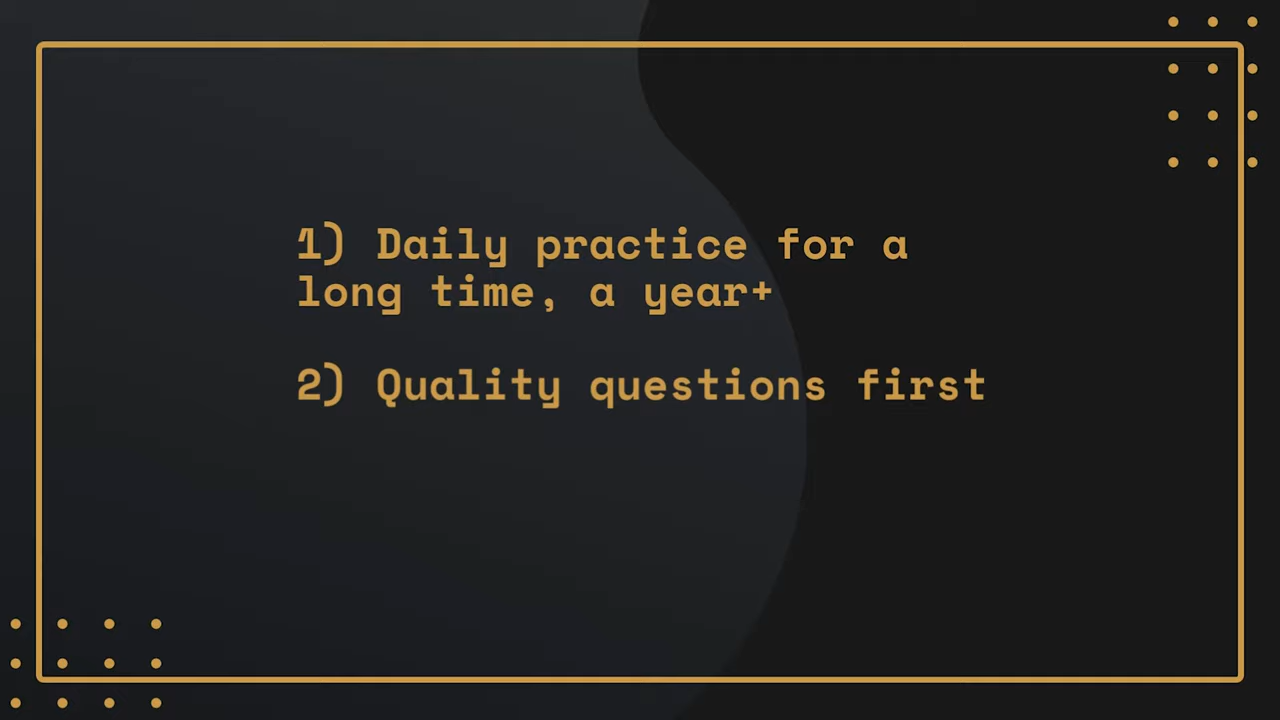 1) Daily practice for a
long time, a year+
2) Quality questions first